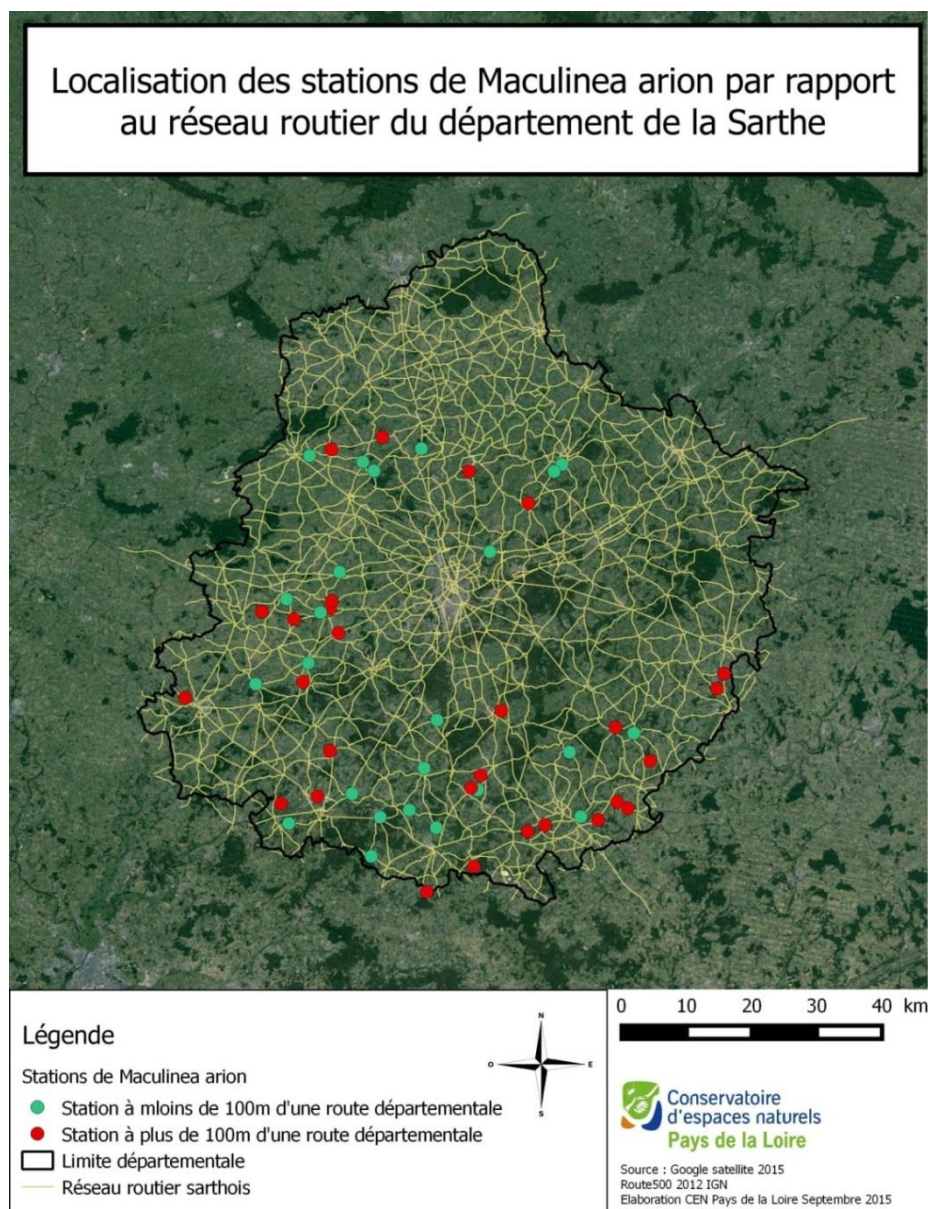 Localisation des stations de Maculinea arion par rapport
au réseau routier du département de la Sarthe
Légende
Stations de Maculinea arion
Station à mloins de 100m d'une route départementale
Station à plus de 100m d'une route départementale
Limite départementale
Réseau routier sarthois
N
O E
S
0 10 20 30 40 km
Conservatoire
d'espaces naturels
Pays de la Loire
Source : Google satellite 2015
Route500 2012 IGN
Elaboration CEN Pays de la Loire Septembre 2015